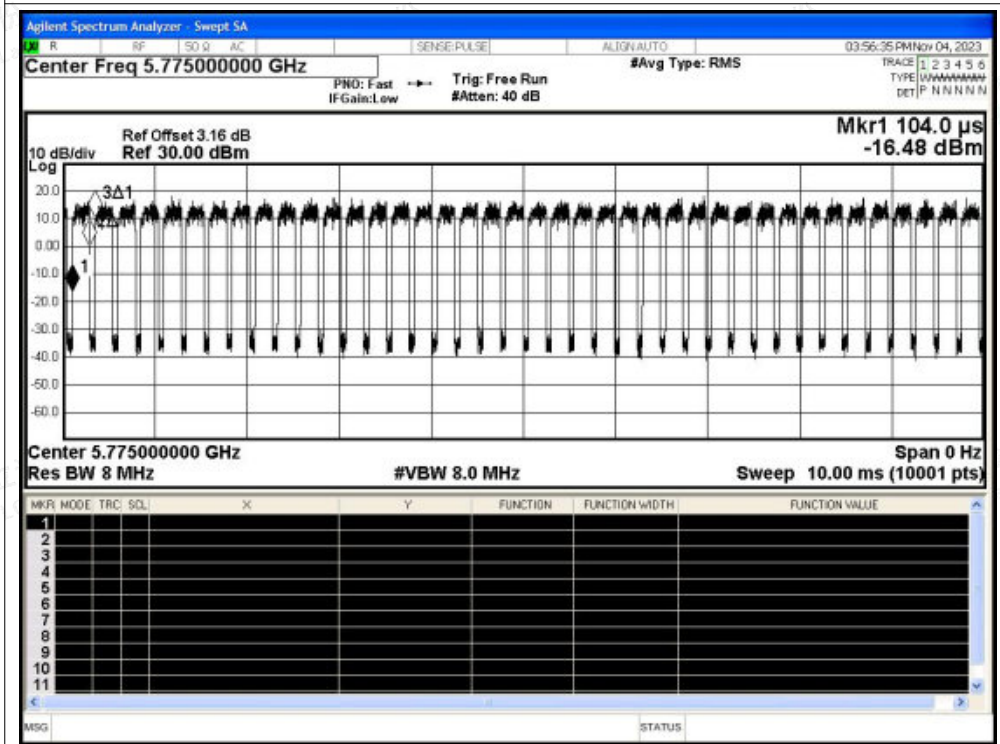 Agilent Spectrum Analyzer - Swept SA
LXI R RF 50 Ω AC SENSE:PULSE ALIGN AUTO 03:56:35 PM Nov 04, 2023
Center Freq 5.775000000 GHz #Avg Type: RMS TRACE 1 2 3 4 5 6
PNO: Fast Trig: Free Run TYPE WWWWWW
IFGain:Low #Atten: 40 dB DET P N N N N N
Mkr1 104.0 µs
Ref Offset 3.16 dB
10 dB/div Ref 30.00 dBm -16.48 dBm
Log
20.0
3Δ1
10.0
0.00
1
-10.0
-20.0
-30.0
-40.0
-50.0
-60.0
Center 5.775000000 GHz Span 0 Hz
Res BW 8 MHz #VBW 8.0 MHz Sweep 10.00 ms (10001 pts)
MKR MODE TRC SCL X Y FUNCTION FUNCTION WIDTH FUNCTION VALUE
1
2
3
4
5
6
7
8
9
10
11
MSG STATUS